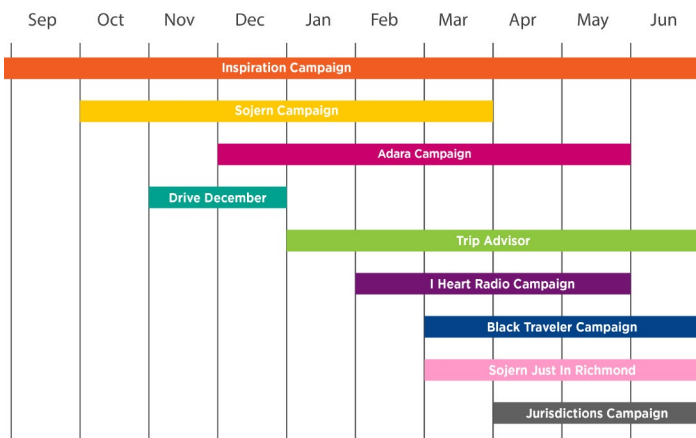 Sep Oct Nov Dec Jan Feb Mar Apr May Jun
Inspiration Campaign
Sojern Campaign
Adara Campaign
Drive December
Trip Advisor
I Heart Radio Campaign
Black Traveler Campaign
Sojern Just In Richmond
Jurisdictions Campaign